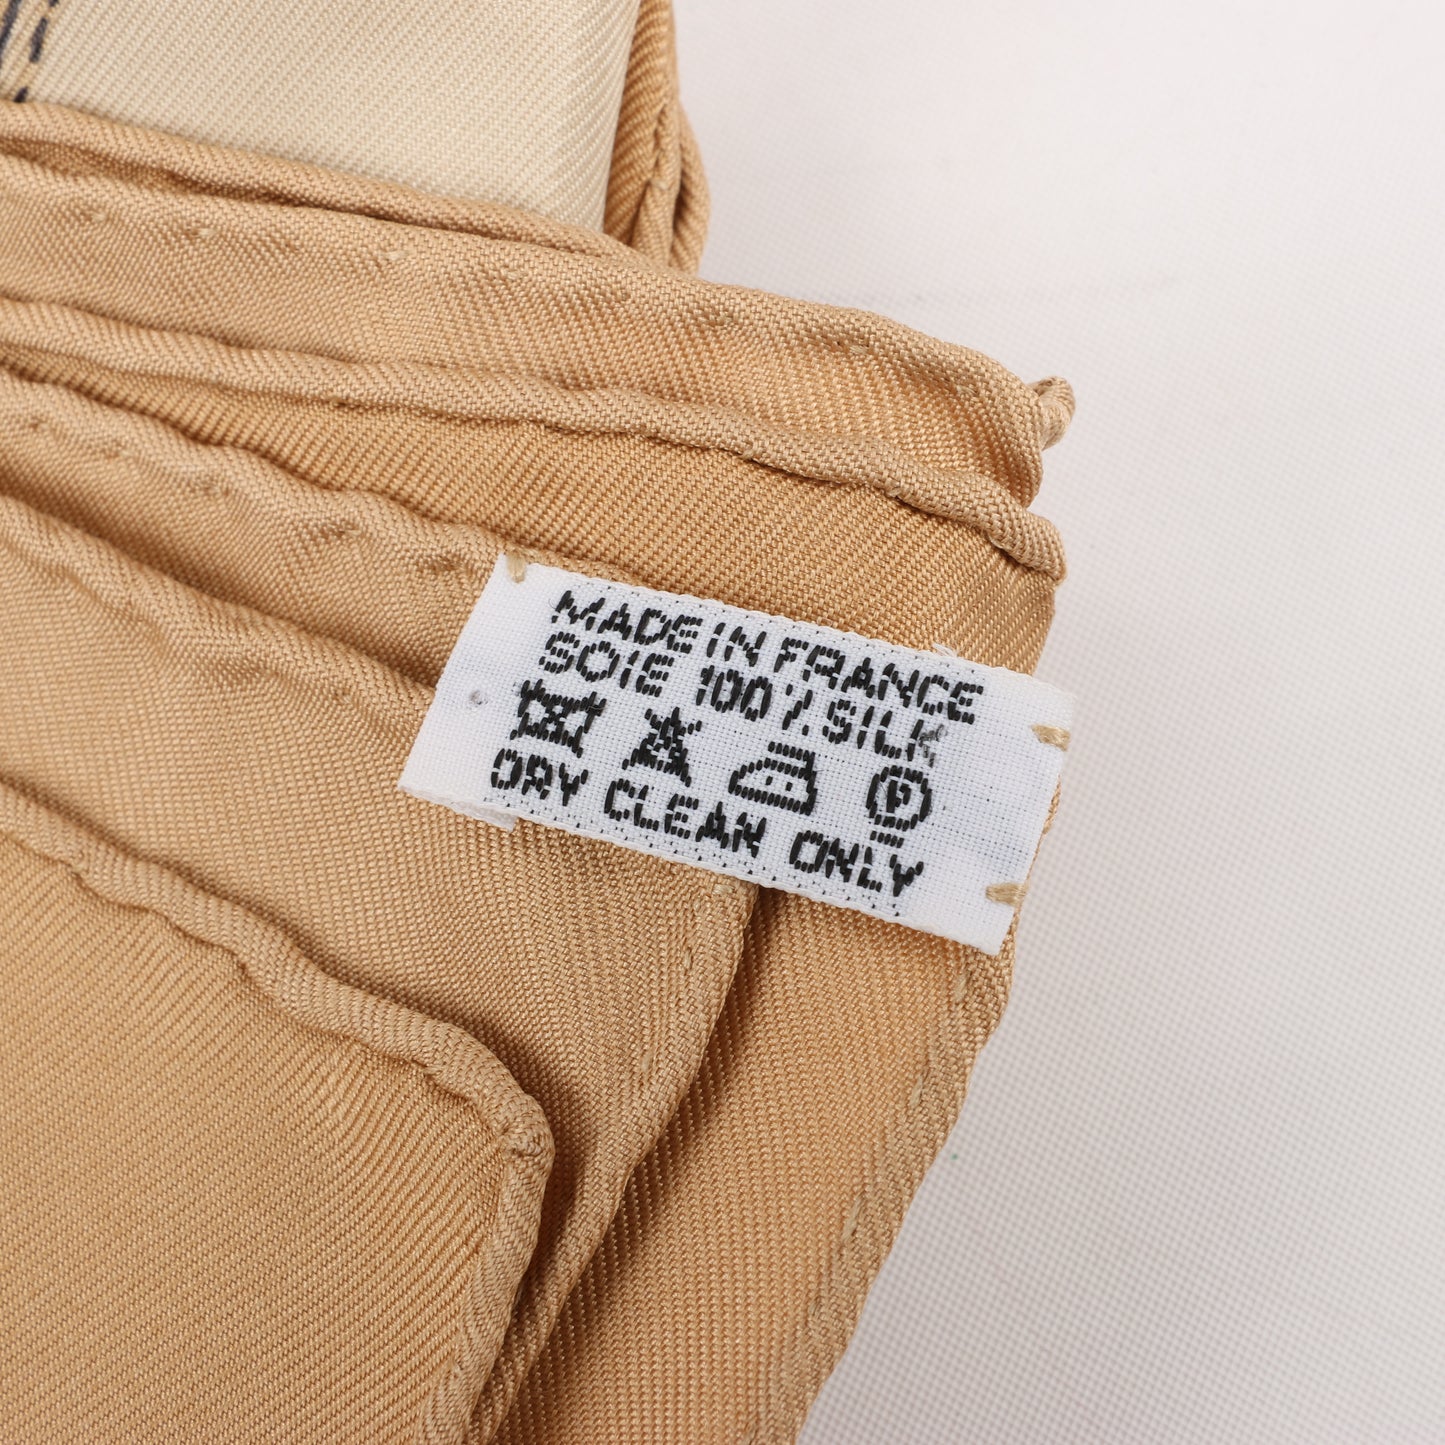 MADE IN FRANCE
SOIE 100% SILK
P
DRY CLEAN ONLY